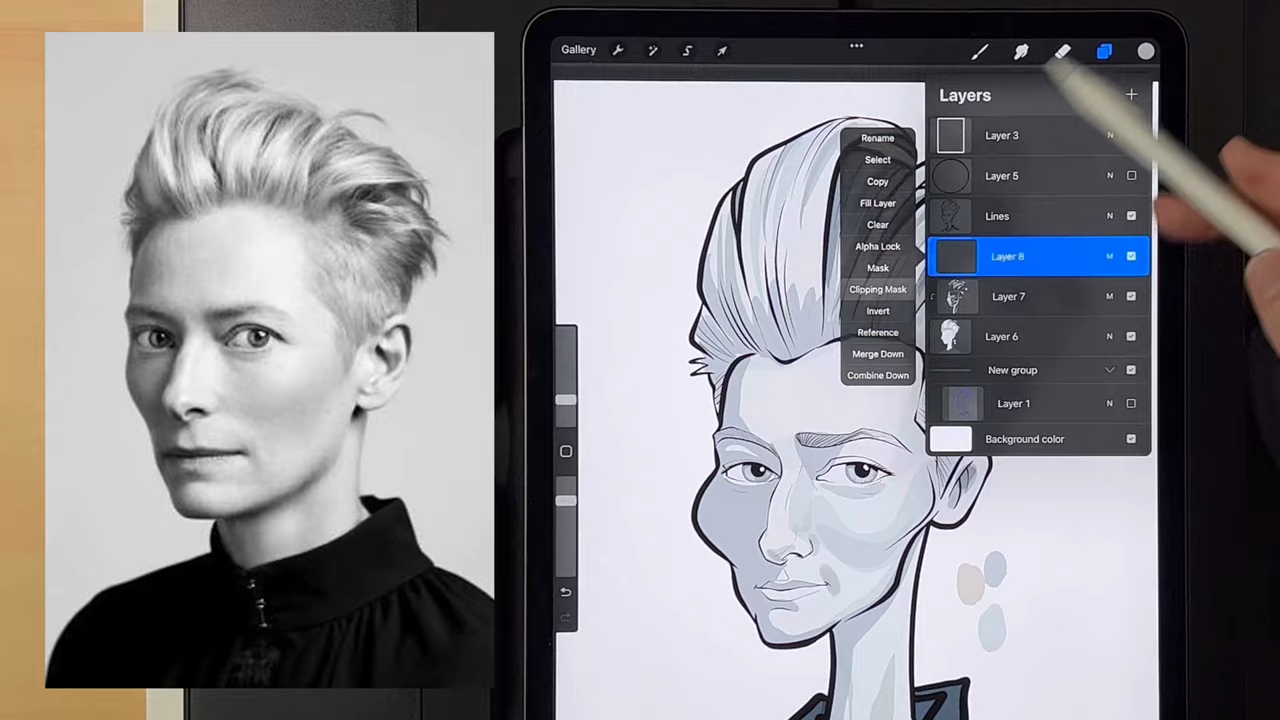 Gallery
Layers
Layer 3
N
Layer 5
N
Lines
N
Layer 8
M
Layer 7
M
Layer 6
N
New group
Layer 1
N
Background color
Rename
Select
Copy
Fill Layer
Clear
Alpha Lock
Mask
Clipping Mask
Invert
Reference
Merge Down
Combine Down